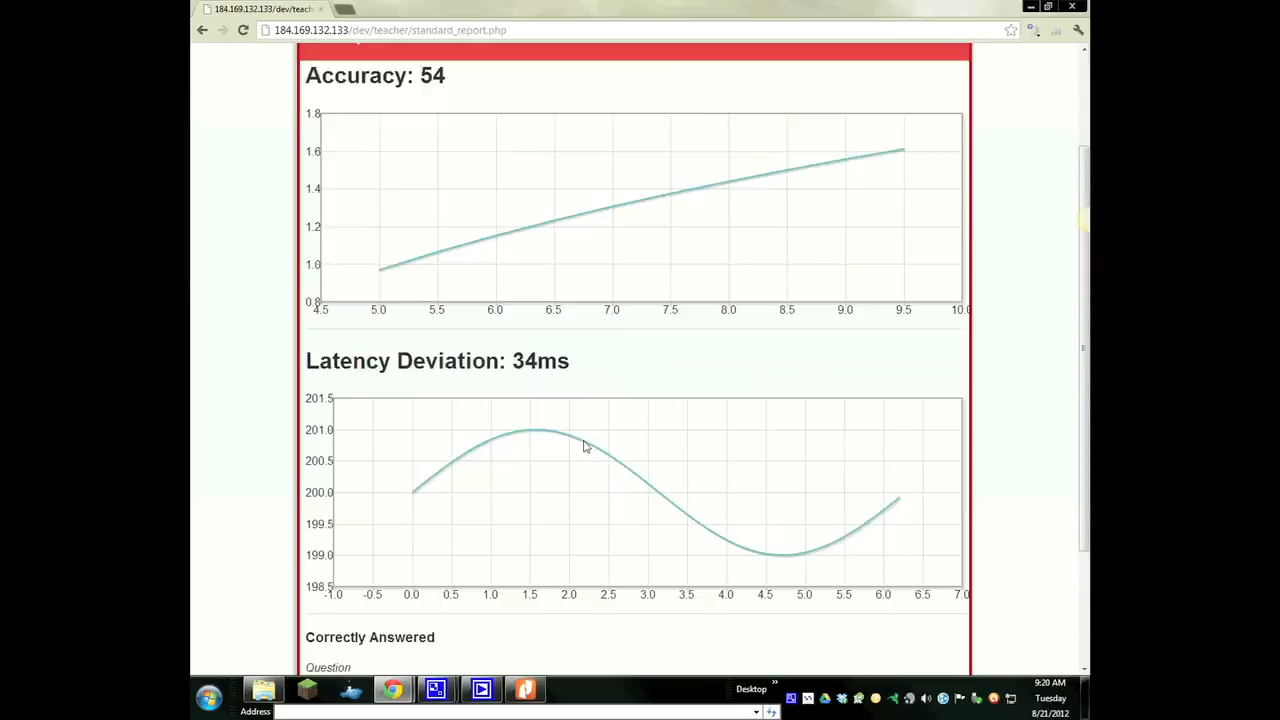 184.169.132.133/dev/teach
184.169.132.133/dev/teacher/standard_report.php
Accuracy: 54
1.8
1.6
1.4
1.2
1.0
0.8
4.5 5.0 5.5 6.0 6.5 7.0 7.5 8.0 8.5 9.0 9.5 10.0
Latency Deviation: 34ms
201.5
201.0
200.5
200.0
199.5
199.0
198.5
-1.0 -0.5 0.0 0.5 1.0 1.5 2.0 2.5 3.0 3.5 4.0 4.5 5.0 5.5 6.0 6.5 7.0
Correctly Answered
Question
Desktop
9:20 AM
Tuesday
8/21/2012
Address